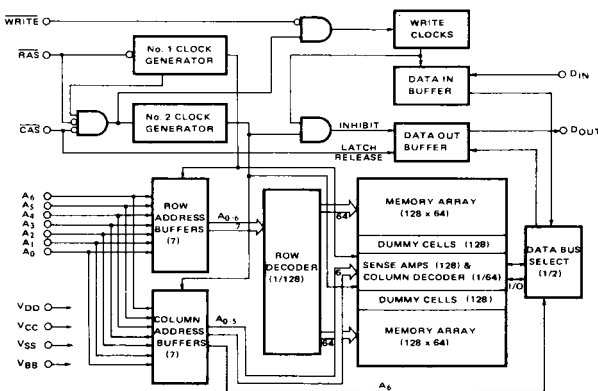 WRITE
RAS
CAS
No. 1 CLOCK
GENERATOR
No. 2 CLOCK
GENERATOR
WRITE
CLOCKS
DATA IN
BUFFER
DIN
INHIBIT
DATA OUT
BUFFER
DOUT
LATCH
RELEASE
A6
A5
A4
A3
A2
A1
A0
ROW
ADDRESS
BUFFERS
(7)
A0-6
7
ROW
DECODER
(1/128)
64
MEMORY ARRAY
(128 x 64)
DUMMY CELLS (128)
6
SENSE AMPS (128) &
COLUMN DECODER (1/64)
DUMMY CELLS (128)
64
MEMORY ARRAY
(128 x 64)
DATA BUS
SELECT
(1/2)
I/O
VDD
VCC
VSS
VBB
COLUMN
ADDRESS
BUFFERS
(7)
A0-5
A6